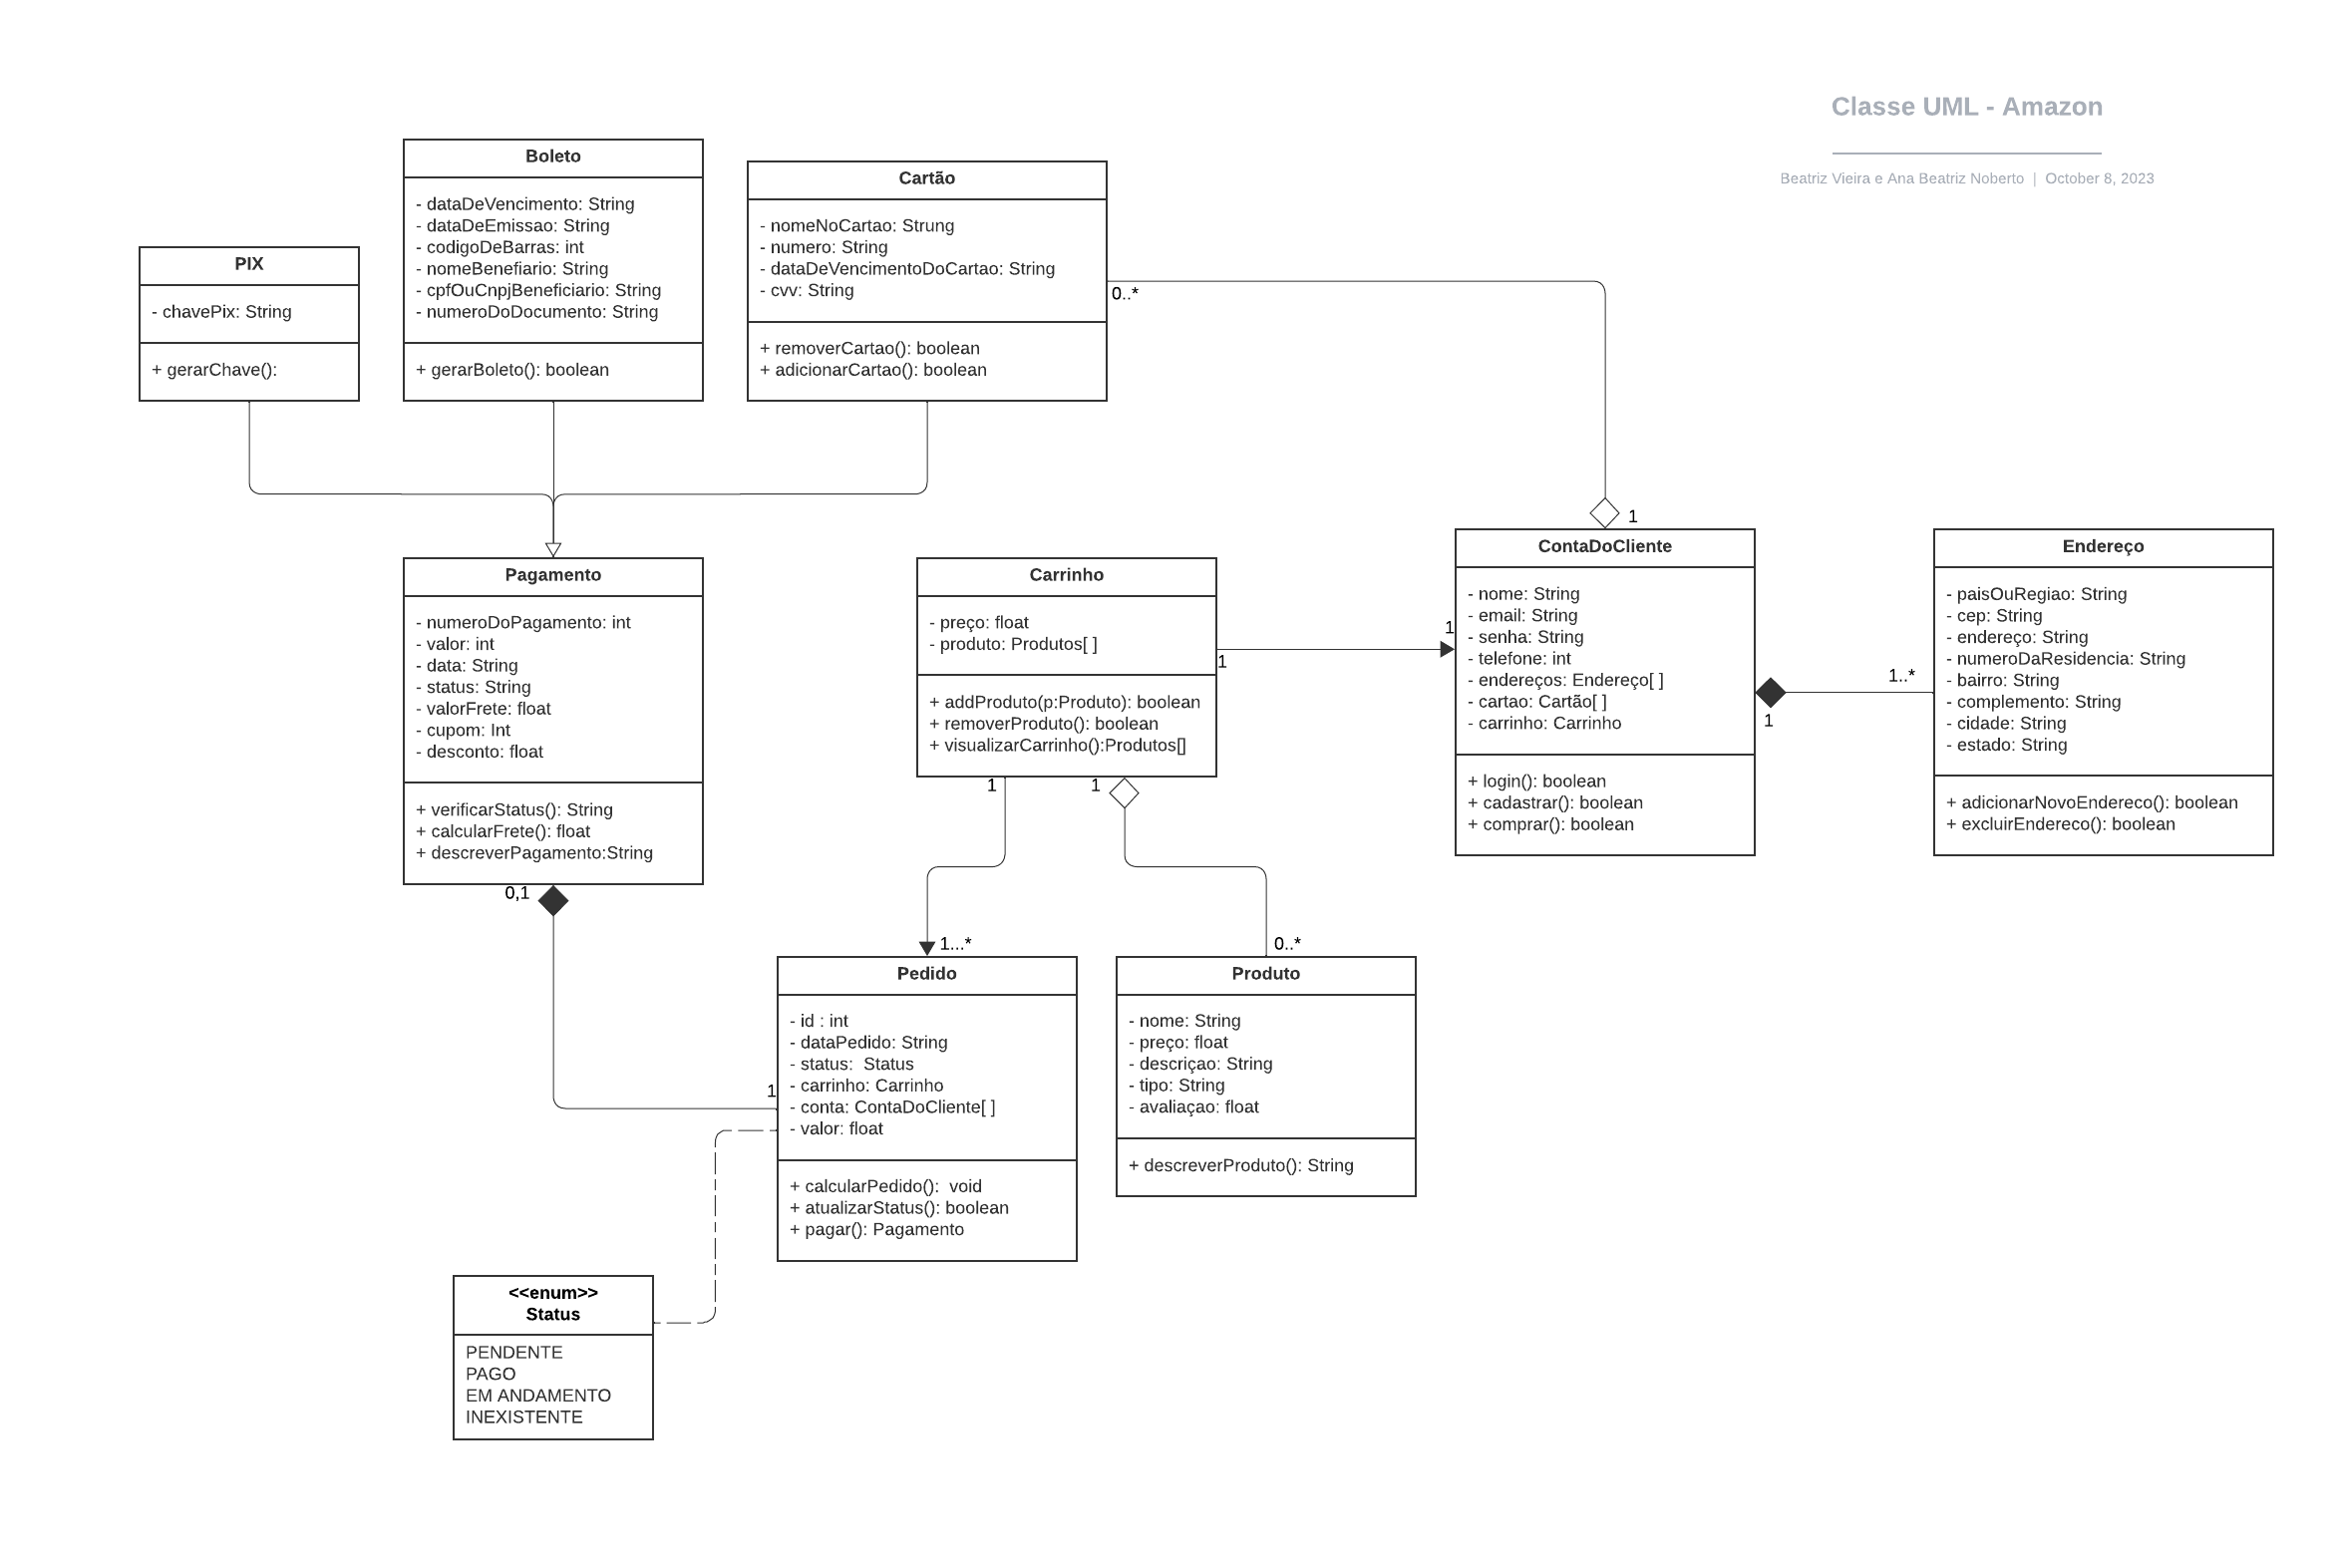 Classe UML - Amazon
Beatriz Vieira e Ana Beatriz Noberto | October 8, 2023
Boleto
- dataDeVencimento: String
- dataDeEmissao: String
- codigoDeBarras: int
- nomeBenefiario: String
- cpfOuCnpjBeneficiario: String
- numeroDoDocumento: String
+ gerarBoleto(): boolean
Cartão
- nomeNoCartao: Strung
- numero: String
- dataDeVencimentoDoCartao: String
- cvv: String
+ removerCartao(): boolean
+ adicionarCartao(): boolean
0..*
PIX
- chavePix: String
+ gerarChave():
1
Pagamento
- numeroDoPagamento: int
- valor: int
- data: String
- status: String
- valorFrete: float
- cupom: Int
- desconto: float
+ verificarStatus(): String
+ calcularFrete(): float
+ descreverPagamento:String
0,1
Carrinho
- preço: float
- produto: Produtos[ ]
+ addProduto(p:Produto): boolean
+ removerProduto(): boolean
+ visualizarCarrinho():Produtos[]
1
1
1
1
ContaDoCliente
- nome: String
- email: String
- senha: String
- telefone: int
- endereços: Endereço[ ]
- cartao: Cartão[ ]
- carrinho: Carrinho
+ login(): boolean
+ cadastrar(): boolean
+ comprar(): boolean
1
1..*
Endereço
- paisOuRegiao: String
- cep: String
- endereço: String
- numeroDaResidencia: String
- bairro: String
- complemento: String
- cidade: String
- estado: String
+ adicionarNovoEndereco(): boolean
+ excluirEndereco(): boolean
1...*
Pedido
- id : int
- dataPedido: String
- status:  Status
- carrinho: Carrinho
- conta: ContaDoCliente[ ]
- valor: float
+ calcularPedido():  void
+ atualizarStatus(): boolean
+ pagar(): Pagamento
1
0..*
Produto
- nome: String
- preço: float
- descriçao: String
- tipo: String
- avaliaçao: float
+ descreverProduto(): String
<<enum>>
Status
PENDENTE
PAGO
EM ANDAMENTO
INEXISTENTE